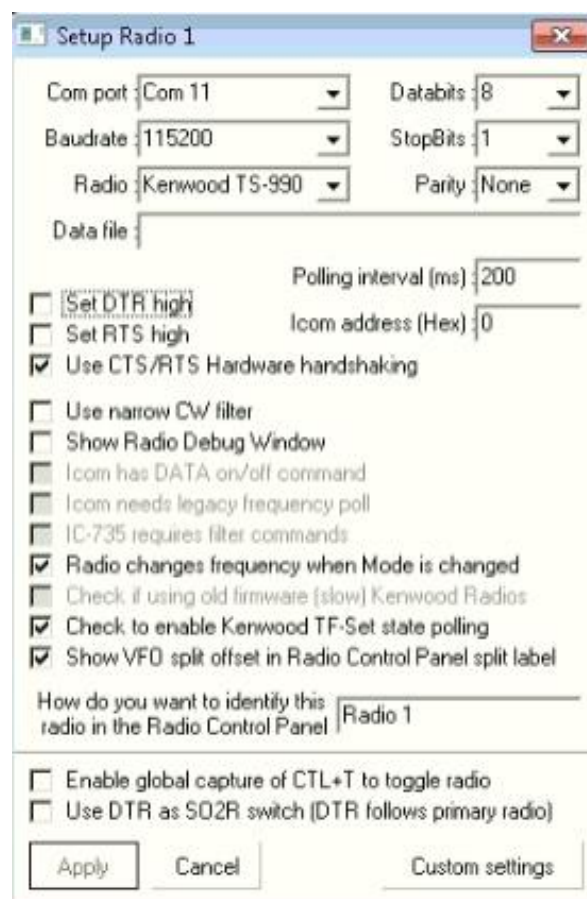 Setup Radio 1
Com port : Com 11 Databits : 8
Baudrate : 115200 StopBits : 1
Radio : Kenwood TS-990 Parity : None
Data file :
Polling interval (ms) : 200
Set DTR high
Icom address (Hex) : 0
Set RTS high
Use CTS/RTS Hardware handshaking
Use narrow CW filter
Show Radio Debug Window
Icom has DATA on/off command
Icom needs legacy frequency poll
IC-735 requires filter commands
Radio changes frequency when Mode is changed
Check if using old firmware (slow) Kenwood Radios
Check to enable Kenwood TF-Set state polling
Show VFO split offset in Radio Control Panel split label
How do you want to identify this
radio in the Radio Control Panel
Radio 1
Enable global capture of CTL+T to toggle radio
Use DTR as SO2R switch (DTR follows primary radio)
Apply Cancel Custom settings